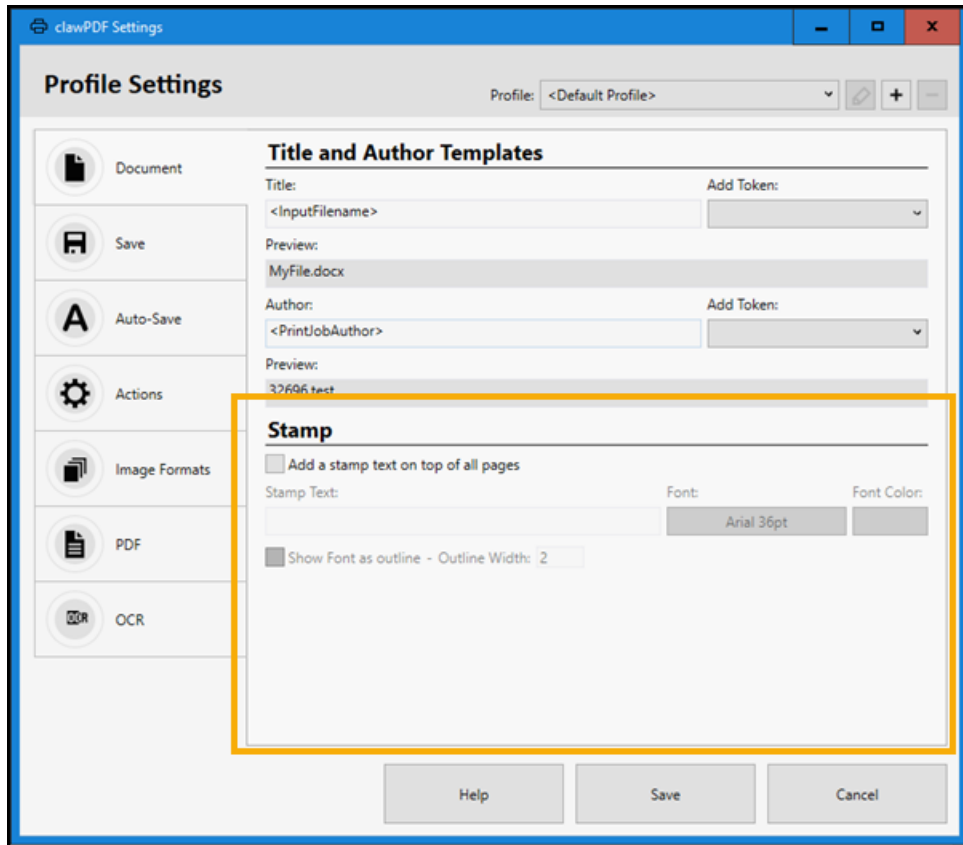 clawPDF Settings
Profile Settings
Profile: <Default Profile>
Document
Save
Auto-Save
Actions
Image Formats
PDF
OCR
OCR
Title and Author Templates
Title: Add Token:
<InputFilename>
Preview:
MyFile.docx
Author: Add Token:
<PrintJobAuthor>
Preview:
32696.test
Stamp
Add a stamp text on top of all pages
Stamp Text: Font: Font Color:
Arial 36pt
Show Font as outline - Outline Width: 2
Help Save Cancel